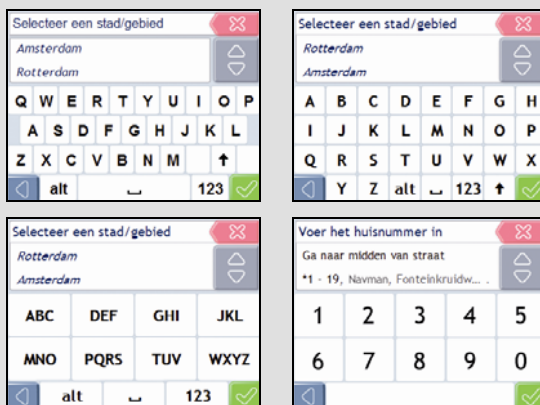 Selecteer een stad/gebied
Amsterdam
Rotterdam
Q W E R T Y U I O P
A S D F G H J K L
Z X C V B N M
alt 123
Selecteer een stad/gebied
Rotterdam
Amsterdam
A B C D E F G H
I J K L M N O P
Q R S T U V W X
Y Z alt 123
Selecteer een stad/gebied
Rotterdam
Amsterdam
ABC DEF GHI JKL
MNO PQRS TUV WXYZ
alt 123
Voer het huisnummer in
Ga naar midden van straat
*1 - 19, Navman, Fonteinkruidw... .
1 2 3 4 5
6 7 8 9 0